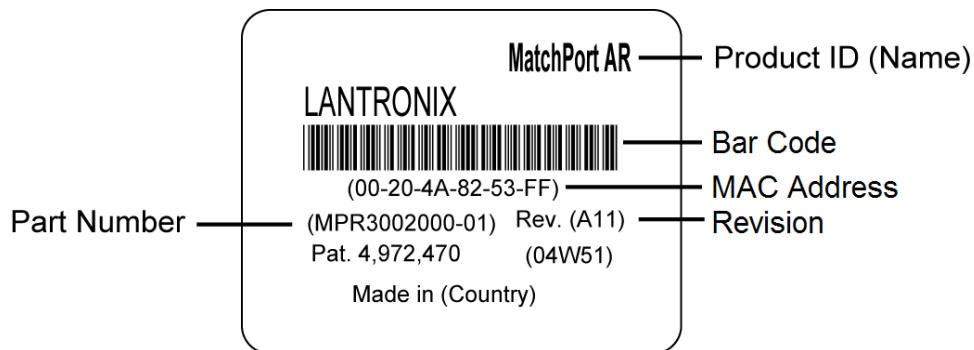 MatchPort AR
Product ID (Name)
LANTRONIX
Bar Code
(00-20-4A-82-53-FF)
MAC Address
Part Number
(MPR3002000-01)
Rev. (A11)
Revision
Pat. 4,972,470
(04W51)
Made in (Country)